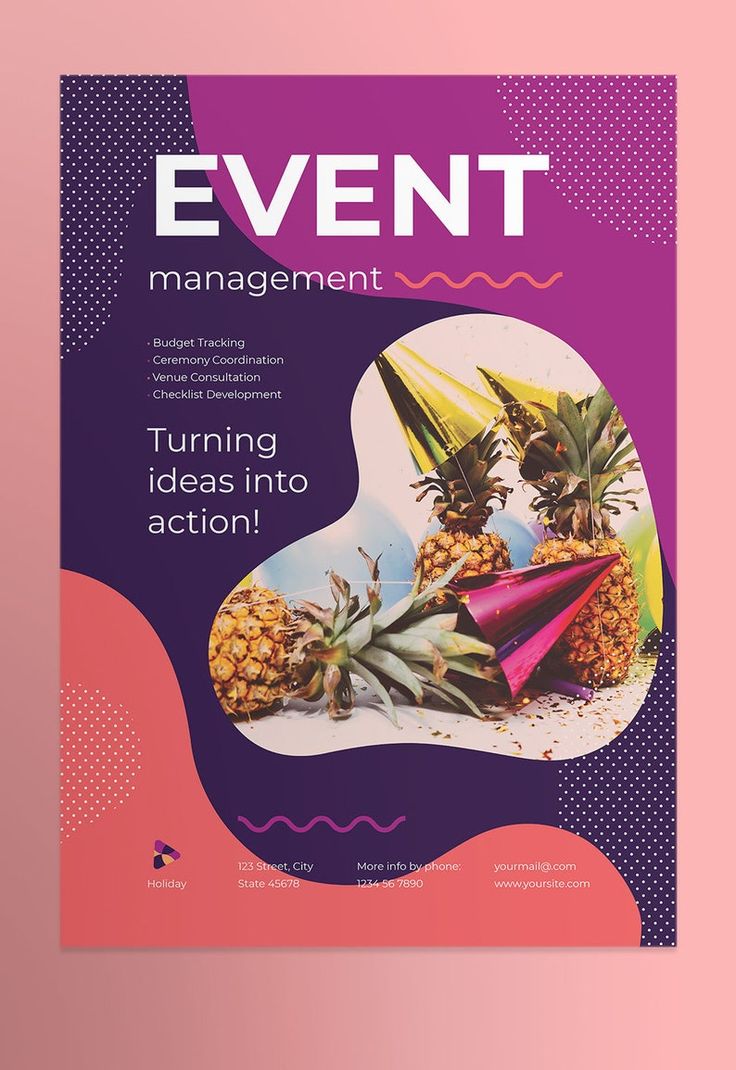 EVENT
management
• Budget Tracking
• Ceremony Coordination
• Venue Consultation
• Checklist Development
Turning
ideas into
action!
Holiday
123 Street, City
State 45678
More info by phone:
1234 56 7890
yourmail@.com
www.yoursite.com